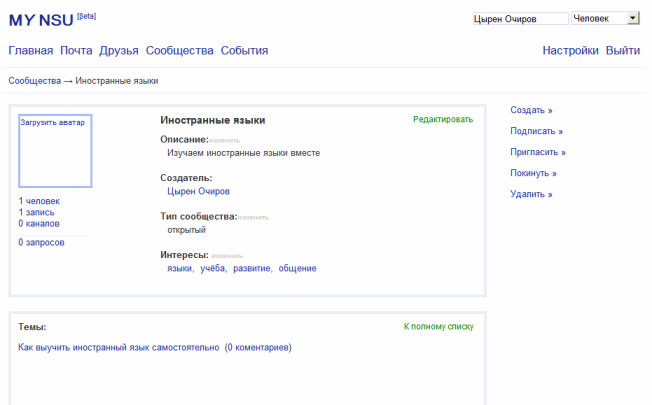 MY NSU [βeta]
Цырен Очиров Человек
Главная Почта Друзья Сообщества События Настройки Выйти
Сообщества → Иностранные языки
Загрузить аватар
1 человек
1 запись
0 каналов
0 запросов
Иностранные языки Редактировать
Описание: изменить
Изучаем иностранные языки вместе
Создатель:
Цырен Очиров
Тип сообщества: изменить
открытый
Интересы: изменить
языки, учёба, развитие, общение
Создать »
Подписать »
Пригласить »
Покинуть »
Удалить »
Темы: К полному списку
Как выучить иностранный язык самостоятельно (0 коментариев)